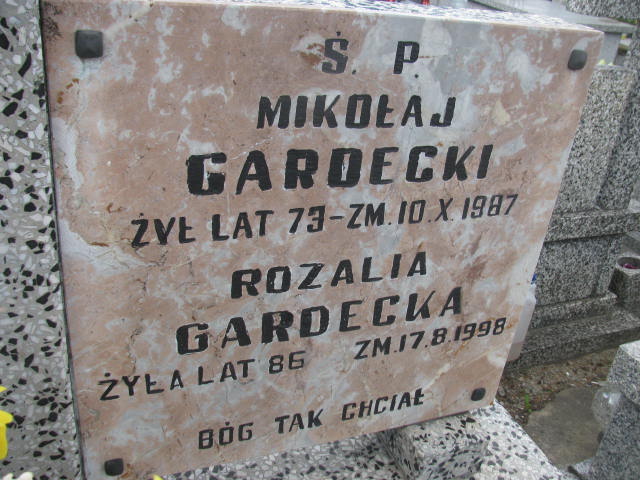 Ś. P.
MIKOŁAJ
GARDECKI
ŻYŁ LAT 73-ZM.10.X.1987
ROZALIA
GARDECKA
ŻYŁA LAT 86 ZM.17.8.1998
BÓG TAK CHCIAŁ